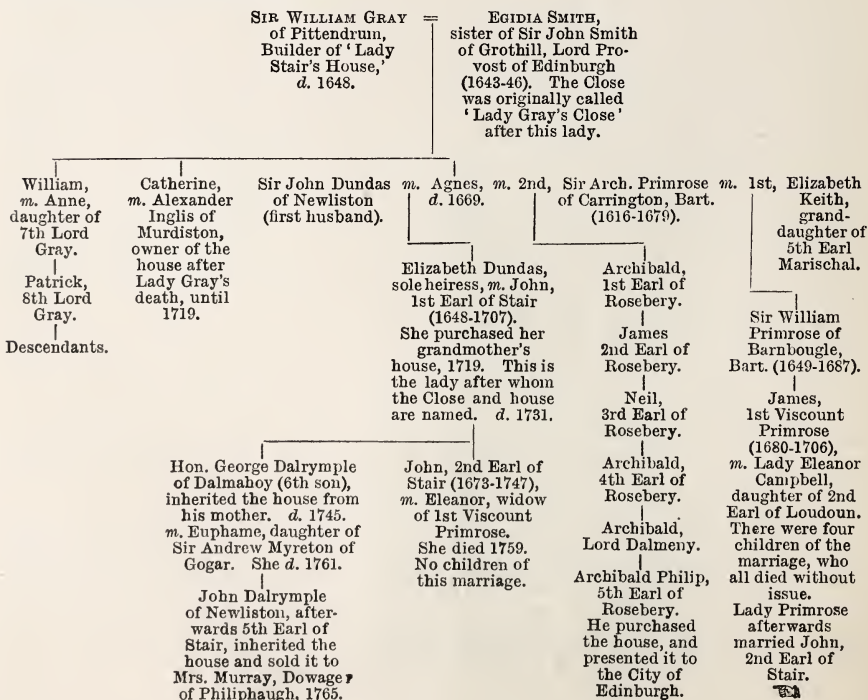 SIR WILLIAM GRAY
of Pittendrum,
Builder of ‘ Lady
Stair's House,’
d. 1648.
=
EGIDIA SMITH,
sister of Sir John Smith
of Grothill, Lord Pro-
vost of Edinburgh
(1643-46). The Close
was originally called
‘ Lady Gray's Close ’
after this lady.
William,
m. Anne,
daughter of
7th Lord
Gray.
Patrick,
8th Lord
Gray.
Descendants.
Catherine,
m. Alexander
Inglis of
Murdiston,
owner of the
house after
Lady Gray's
death, until
1719.
Sir John Dundas
of Newliston
(first husband).
m. Agnes, m. 2nd,
d. 1669.
Sir Arch. Primrose
of Carrington, Bart.
(1616-1679).
m. 1st, Elizabeth
Keith,
grand-
daughter of
5th Earl
Marischal.
Elizabeth Dundas,
sole heiress, m. John,
1st Earl of Stair
(1648-1707).
She purchased her
grandmother's
house, 1719. This is
the lady after whom
the Close and house
are named. d. 1731.
Hon. George Dalrymple
of Dalmahoy (6th son),
inherited the house from
his mother. d. 1745.
m. Euphame, daughter of
Sir Andrew Myreton of
Gogar. She d. 1761.
John Dalrymple
of Newliston, after-
wards 5th Earl of
Stair, inherited the
house and sold it to
Mrs. Murray, Dowager
of Philiphaugh, 1765.
John, 2nd Earl of
Stair (1673-1747),
m. Eleanor, widow
of 1st Viscount
Primrose.
She died 1759.
No children of
this marriage.
Archibald,
1st Earl of
Rosebery.
James
2nd Earl of
Rosebery.
Neil,
3rd Earl of
Rosebery.
Archibald,
4th Earl of
Rosebery.
Archibald,
Lord Dalmeny.
Archibald Philip,
5th Earl of
Rosebery.
He purchased
the house, and
presented it to
the City of
Edinburgh.
Sir William
Primrose of
Barnbougle,
Bart. (1649-1687).
James,
1st Viscount
Primrose
(1680-1706),
m. Lady Eleanor
Campbell,
daughter of 2nd
Earl of Loudoun.
There were four
children of the
marriage, who
all died without
issue.
Lady Primrose
afterwards
married John,
2nd Earl of
Stair.